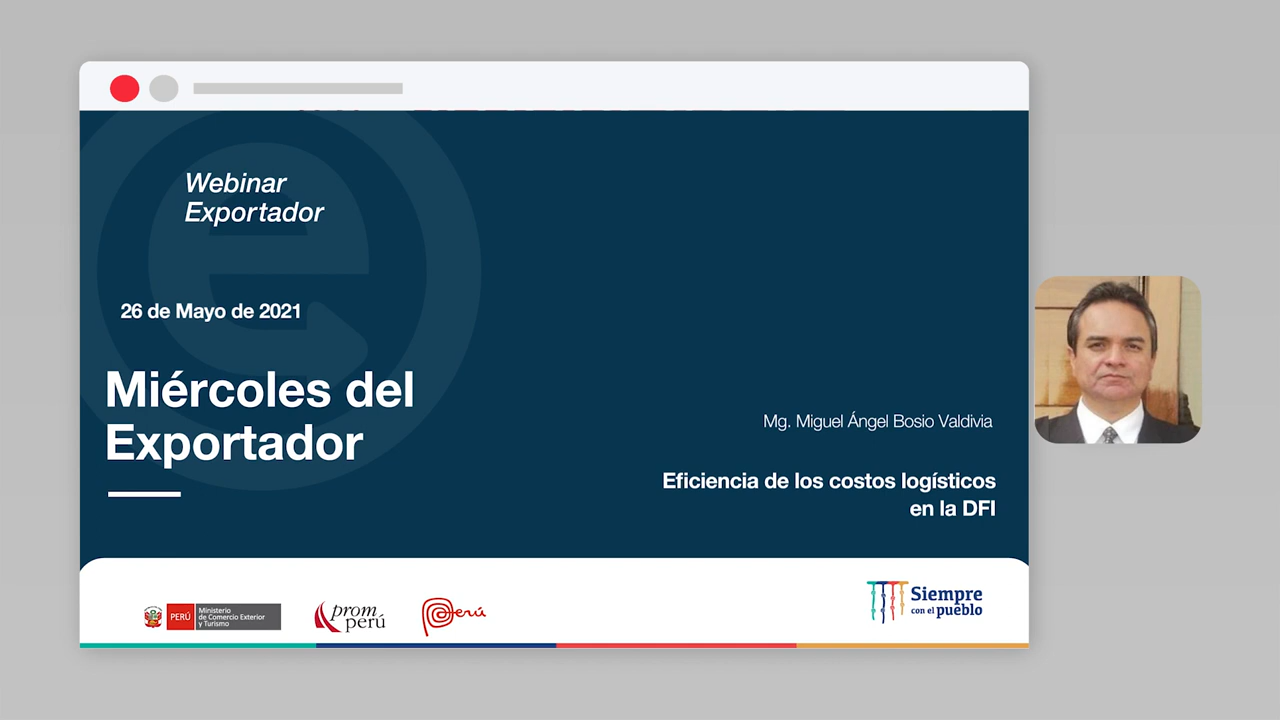 Webinar
Exportador
26 de Mayo de 2021
Miércoles del
Exportador
Mg. Miguel Ángel Bosio Valdivia
Eficiencia de los costos logísticos
en la DFI
PERÚ
Ministerio
de Comercio Exterior
y Turismo
prom
perú
Perú
Siempre
con el pueblo